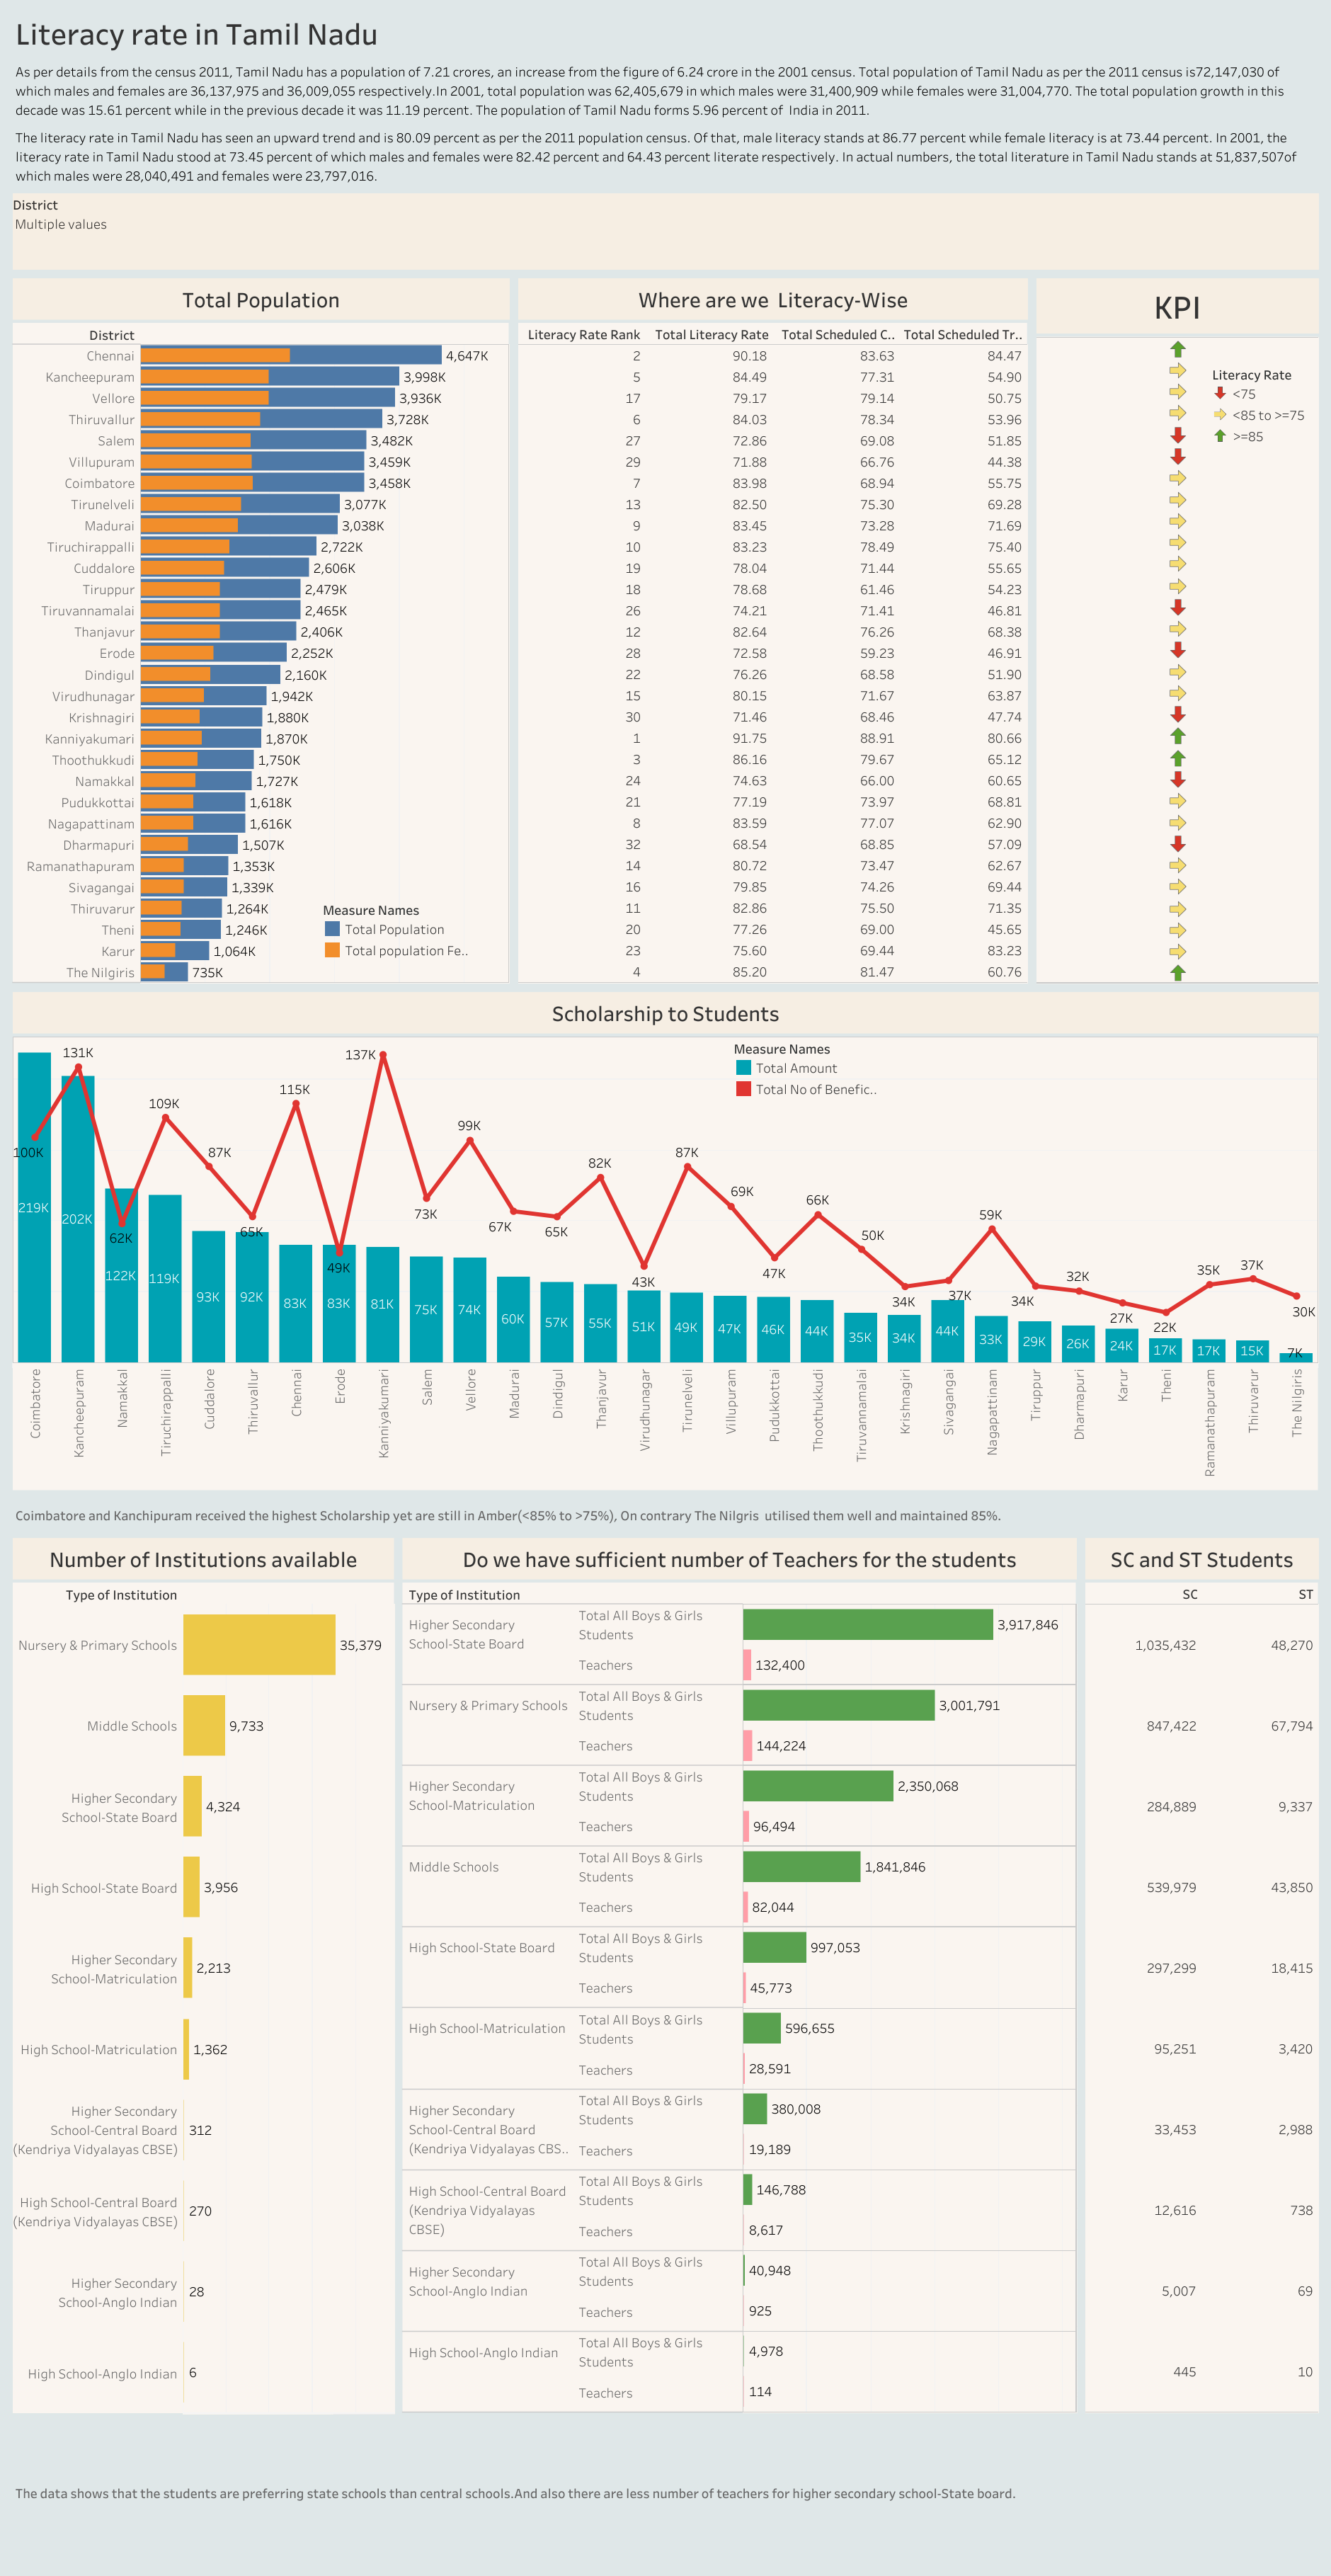 Literacy rate in Tamil Nadu
As per details from the census 2011, Tamil Nadu has a population of 7.21 crores, an increase from the figure of 6.24 crore in the 2001 census. Total population of Tamil Nadu as per the 2011 census is72,147,030 of
which males and females are 36,137,975 and 36,009,055 respectively.In 2001, total population was 62,405,679 in which males were 31,400,909 while females were 31,004,770. The total population growth in this
decade was 15.61 percent while in the previous decade it was 11.19 percent. The population of Tamil Nadu forms 5.96 percent of India in 2011.
The literacy rate in Tamil Nadu has seen an upward trend and is 80.09 percent as per the 2011 population census. Of that, male literacy stands at 86.77 percent while female literacy is at 73.44 percent. In 2001, the
literacy rate in Tamil Nadu stood at 73.45 percent of which males and females were 82.42 percent and 64.43 percent literate respectively. In actual numbers, the total literature in Tamil Nadu stands at 51,837,507of
which males were 28,040,491 and females were 23,797,016.
District
Multiple values
Total Population
Where are we Literacy-Wise
KPI
District
Literacy Rate Rank Total Literacy Rate Total Scheduled C.. Total Scheduled Tr..
Chennai 4,647K 2 90.18 83.63 84.47
Kancheepuram 3,998K 5 84.49 77.31 54.90
Vellore 3,936K 17 79.17 79.14 50.75
Thiruvallur 3,728K 6 84.03 78.34 53.96
Salem 3,482K 27 72.86 69.08 51.85
Villupuram 3,459K 29 71.88 66.76 44.38
Coimbatore 3,458K 7 83.98 68.94 55.75
Tirunelveli 3,077K 13 82.50 75.30 69.28
Madurai 3,038K 9 83.45 73.28 71.69
Tiruchirappalli 2,722K 10 83.23 78.49 75.40
Cuddalore 2,606K 19 78.04 71.44 55.65
Tiruppur 2,479K 18 78.68 61.46 54.23
Tiruvannamalai 2,465K 26 74.21 71.41 46.81
Thanjavur 2,406K 12 82.64 76.26 68.38
Erode 2,252K 28 72.58 59.23 46.91
Dindigul 2,160K 22 76.26 68.58 51.90
Virudhunagar 1,942K 15 80.15 71.67 63.87
Krishnagiri 1,880K 30 71.46 68.46 47.74
Kanniyakumari 1,870K 1 91.75 88.91 80.66
Thoothukkudi 1,750K 3 86.16 79.67 65.12
Namakkal 1,727K 24 74.63 66.00 60.65
Pudukkottai 1,618K 21 77.19 73.97 68.81
Nagapattinam 1,616K 8 83.59 77.07 62.90
Dharmapuri 1,507K 32 68.54 68.85 57.09
Ramanathapuram 1,353K 14 80.72 73.47 62.67
Sivagangai 1,339K 16 79.85 74.26 69.44
Thiruvarur 1,264K 11 82.86 75.50 71.35
Theni 1,246K 20 77.26 69.00 45.65
Karur 1,064K 23 75.60 69.44 83.23
The Nilgiris 735K 4 85.20 81.47 60.76
Measure Names
Total Population
Total population Fe..
Literacy Rate
<75
<85 to >=75
>=85
Scholarship to Students
Measure Names
Total Amount
Total No of Benefic..
100K 131K 62K 109K 87K 65K 115K 49K 137K 73K 99K 67K 65K 82K 43K 87K 69K 47K 66K 50K 34K 37K 59K 34K 32K 27K 22K 35K 37K 30K
219K 202K 122K 119K 93K 92K 83K 83K 81K 75K 74K 60K 57K 55K 51K 49K 47K 46K 44K 35K 34K 44K 33K 29K 26K 24K 17K 17K 15K 7K
Coimbatore
Kancheepuram
Namakkal
Tiruchirappalli
Cuddalore
Thiruvallur
Chennai
Erode
Kanniyakumari
Salem
Vellore
Madurai
Dindigul
Thanjavur
Virudhunagar
Tirunelveli
Villupuram
Pudukkottai
Thoothukkudi
Tiruvannamalai
Krishnagiri
Sivagangai
Nagapattinam
Tiruppur
Dharmapuri
Karur
Theni
Ramanathapuram
Thiruvarur
The Nilgiris
Coimbatore and Kanchipuram received the highest Scholarship yet are still in Amber(<85% to >75%), On contrary The Nilgris utilised them well and maintained 85%.
Number of Institutions available
Type of Institution
Nursery & Primary Schools 35,379
Middle Schools 9,733
Higher Secondary
School-State Board 4,324
High School-State Board 3,956
Higher Secondary
School-Matriculation 2,213
High School-Matriculation 1,362
Higher Secondary
School-Central Board 312
(Kendriya Vidyalayas CBSE)
High School-Central Board
(Kendriya Vidyalayas CBSE) 270
Higher Secondary
School-Anglo Indian 28
High School-Anglo Indian 6
Do we have sufficient number of Teachers for the students
Type of Institution
Higher Secondary
School-State Board
Total All Boys & Girls
Students 3,917,846
Teachers 132,400
Nursery & Primary Schools
Total All Boys & Girls
Students 3,001,791
Teachers 144,224
Higher Secondary
School-Matriculation
Total All Boys & Girls
Students 2,350,068
Teachers 96,494
Middle Schools
Total All Boys & Girls
Students 1,841,846
Teachers 82,044
High School-State Board
Total All Boys & Girls
Students 997,053
Teachers 45,773
High School-Matriculation
Total All Boys & Girls
Students 596,655
Teachers 28,591
Higher Secondary
School-Central Board
(Kendriya Vidyalayas CBS..
Total All Boys & Girls
Students 380,008
Teachers 19,189
High School-Central Board
(Kendriya Vidyalayas
CBSE)
Total All Boys & Girls
Students 146,788
Teachers 8,617
Higher Secondary
School-Anglo Indian
Total All Boys & Girls
Students 40,948
Teachers 925
High School-Anglo Indian
Total All Boys & Girls
Students 4,978
Teachers 114
SC and ST Students
SC ST
1,035,432 48,270
847,422 67,794
284,889 9,337
539,979 43,850
297,299 18,415
95,251 3,420
33,453 2,988
12,616 738
5,007 69
445 10
The data shows that the students are preferring state schools than central schools.And also there are less number of teachers for higher secondary school-State board.